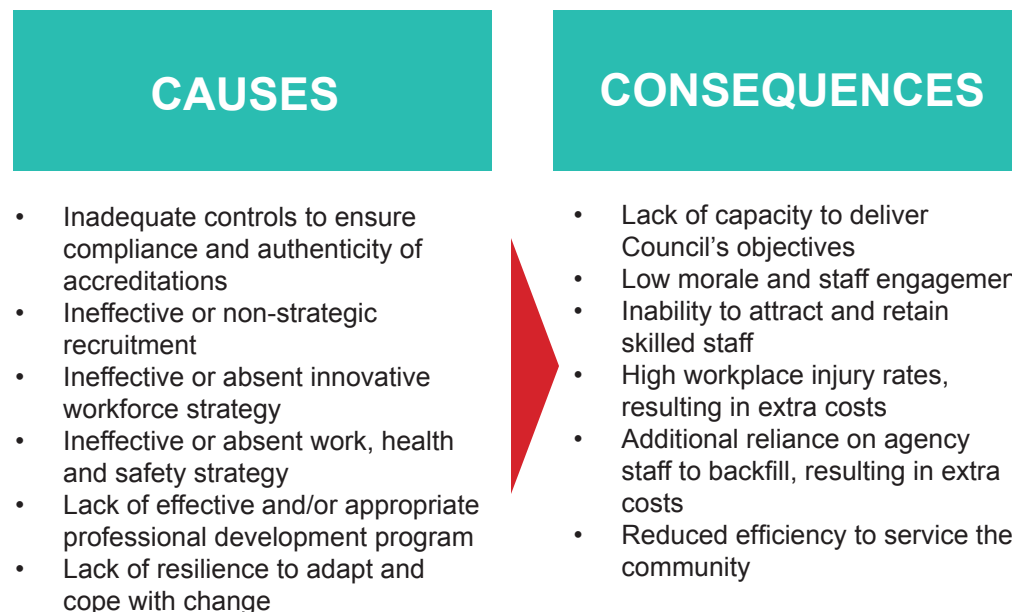 CAUSES
• Inadequate controls to ensure
compliance and authenticity of
accreditations
• Ineffective or non-strategic
recruitment
• Ineffective or absent innovative
workforce strategy
• Ineffective or absent work, health
and safety strategy
• Lack of effective and/or appropriate
professional development program
• Lack of resilience to adapt and
cope with change
CONSEQUENCES
• Lack of capacity to deliver
Council's objectives
• Low morale and staff engagemen
• Inability to attract and retain
skilled staff
• High workplace injury rates,
resulting in extra costs
• Additional reliance on agency
staff to backfill, resulting in extra
costs
• Reduced efficiency to service the
community